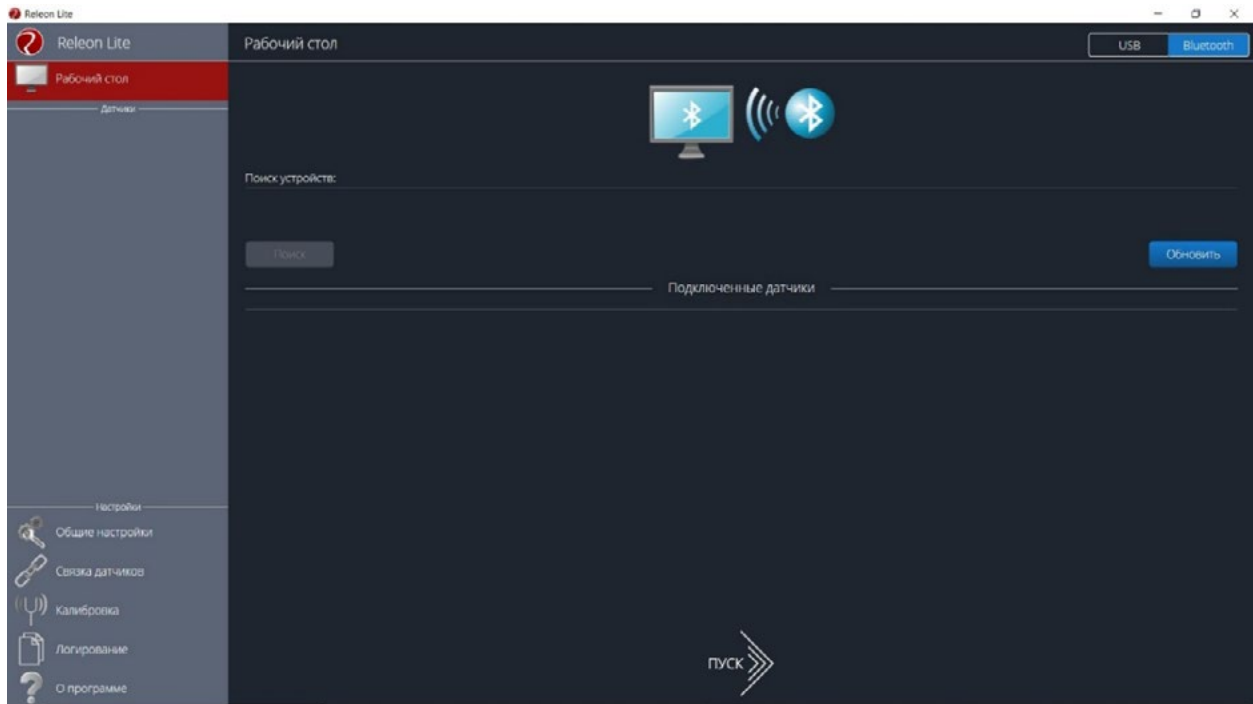 Releon Lite
Releon Lite
Рабочий стол
USB
Bluetooth
Рабочий стол
Датчики
Поиск устройств:
Поиск
Обновить
Подключенные датчики
Настройки
Общие настройки
Связка датчиков
Калибровка
Логирование
О программе
ПУСК